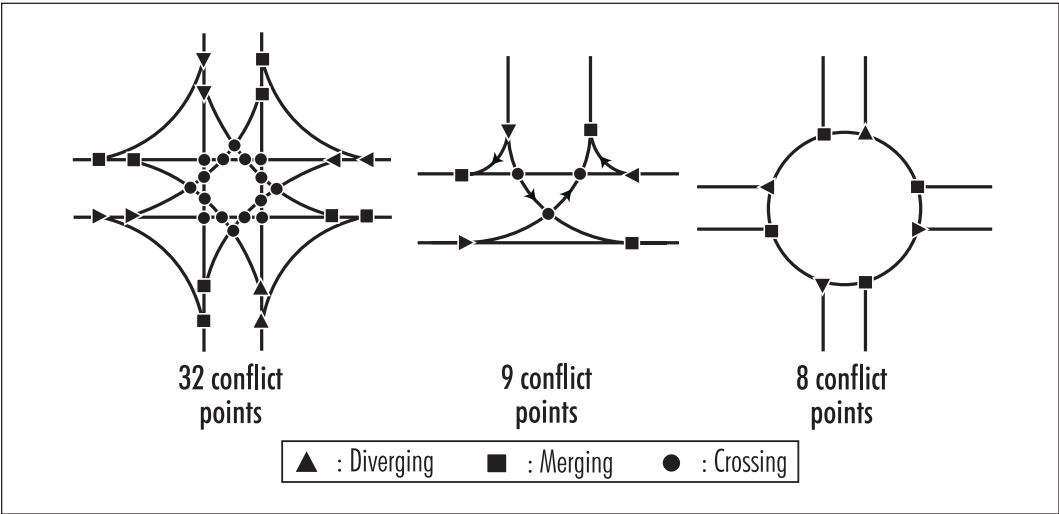 32 conflict
points
9 conflict
points
8 conflict
points
: Diverging : Merging : Crossing